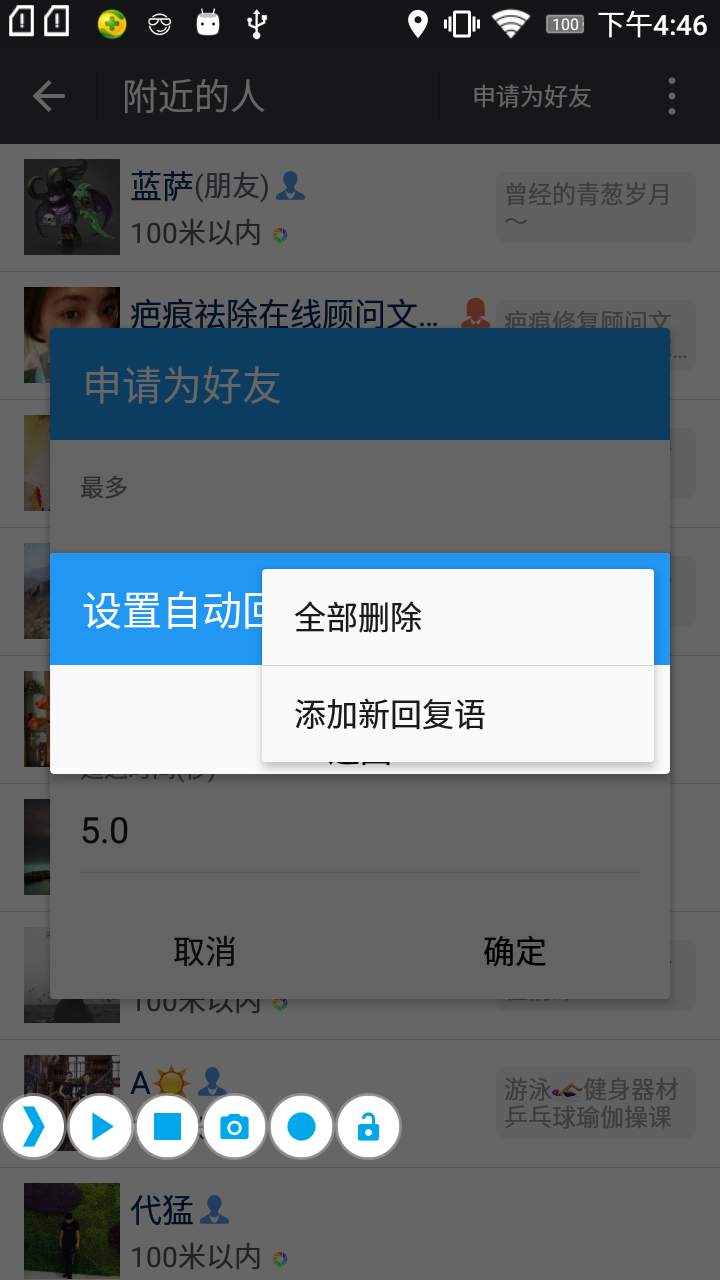 100 下午4:46
附近的人 申请为好友
蓝萨(朋友)
100米以内
曾经的青葱岁月
～
疤痕祛除在线顾问文...
疤痕修复顾问文
...
申请为好友
最多
设置自动回
全部删除
添加新回复语
5.0
取消 确定
100米以内
A
游泳🏊健身器材
乒乓球瑜伽操课
代猛
100米以内